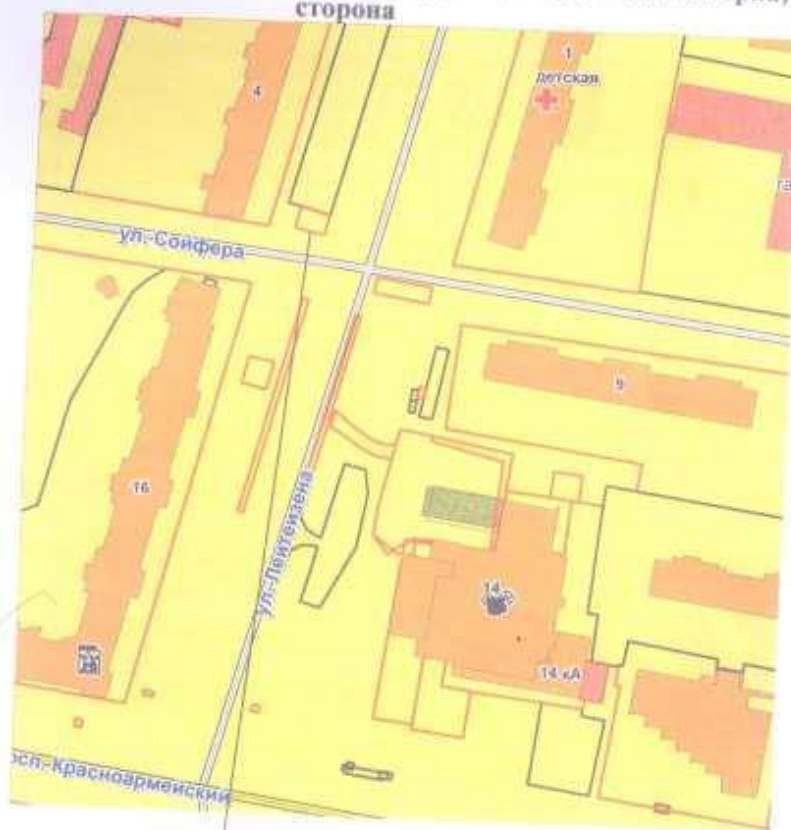 сторона
1
детская
4
ул.-Сойфера
9
16
ул.-Лейтейзена
14
14 кА
осп.-Красноармейский